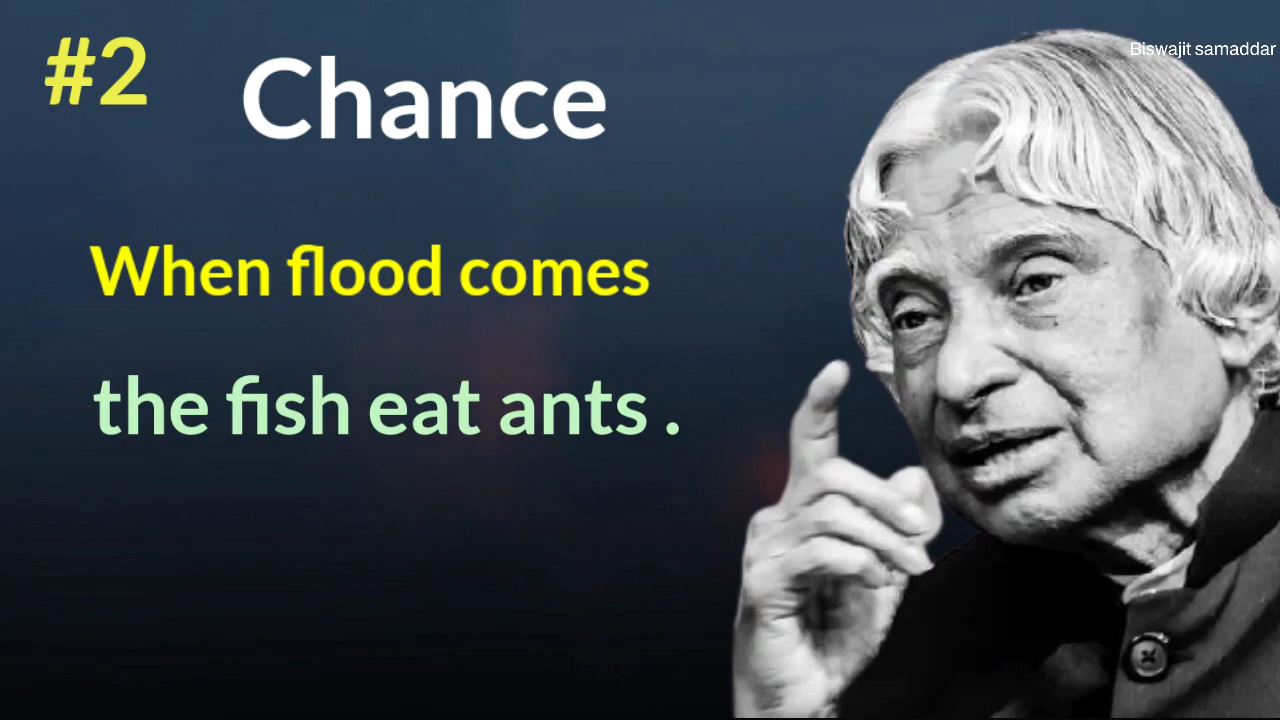 #2
Chance
Biswajit samaddar
When flood comes
the fish eat ants .